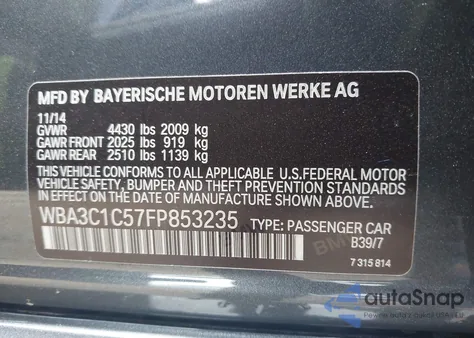 MFD BY BAYERISCHE MOTOREN WERKE AG
11/14
GVWR 4430 lbs 2009 kg
GAWR FRONT 2025 lbs 919 kg
GAWR REAR 2510 lbs 1139 kg
THIS VEHICLE CONFORMS TO ALL APPLICABLE
U.S.FEDERAL MOTOR
VEHICLE SAFETY, BUMPER AND THEFT PREVENTION
STANDARDS IN EFFECT ON THE DATE OF
MANUFACTURE SHOWN ABOVE.
WBA3C1C57FP853235 TYPE: PASSENGER CAR
B39/7
7 315 814
autoSnap